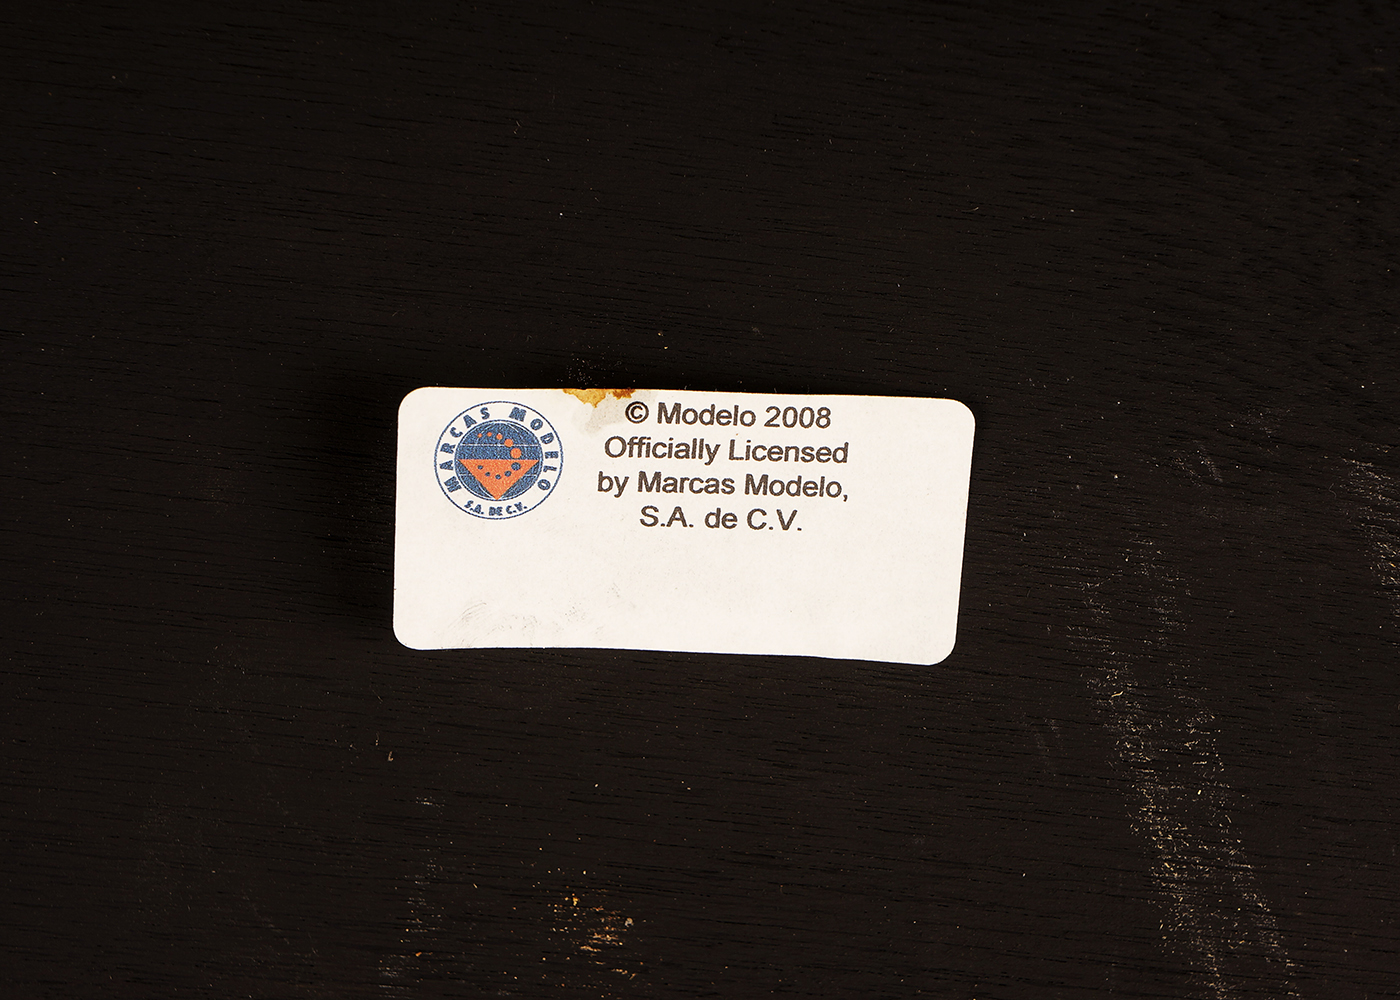 MARCAS MODELO
S.A. DE C.V.
© Modelo 2008
Officially Licensed
by Marcas Modelo,
S.A. de C.V.